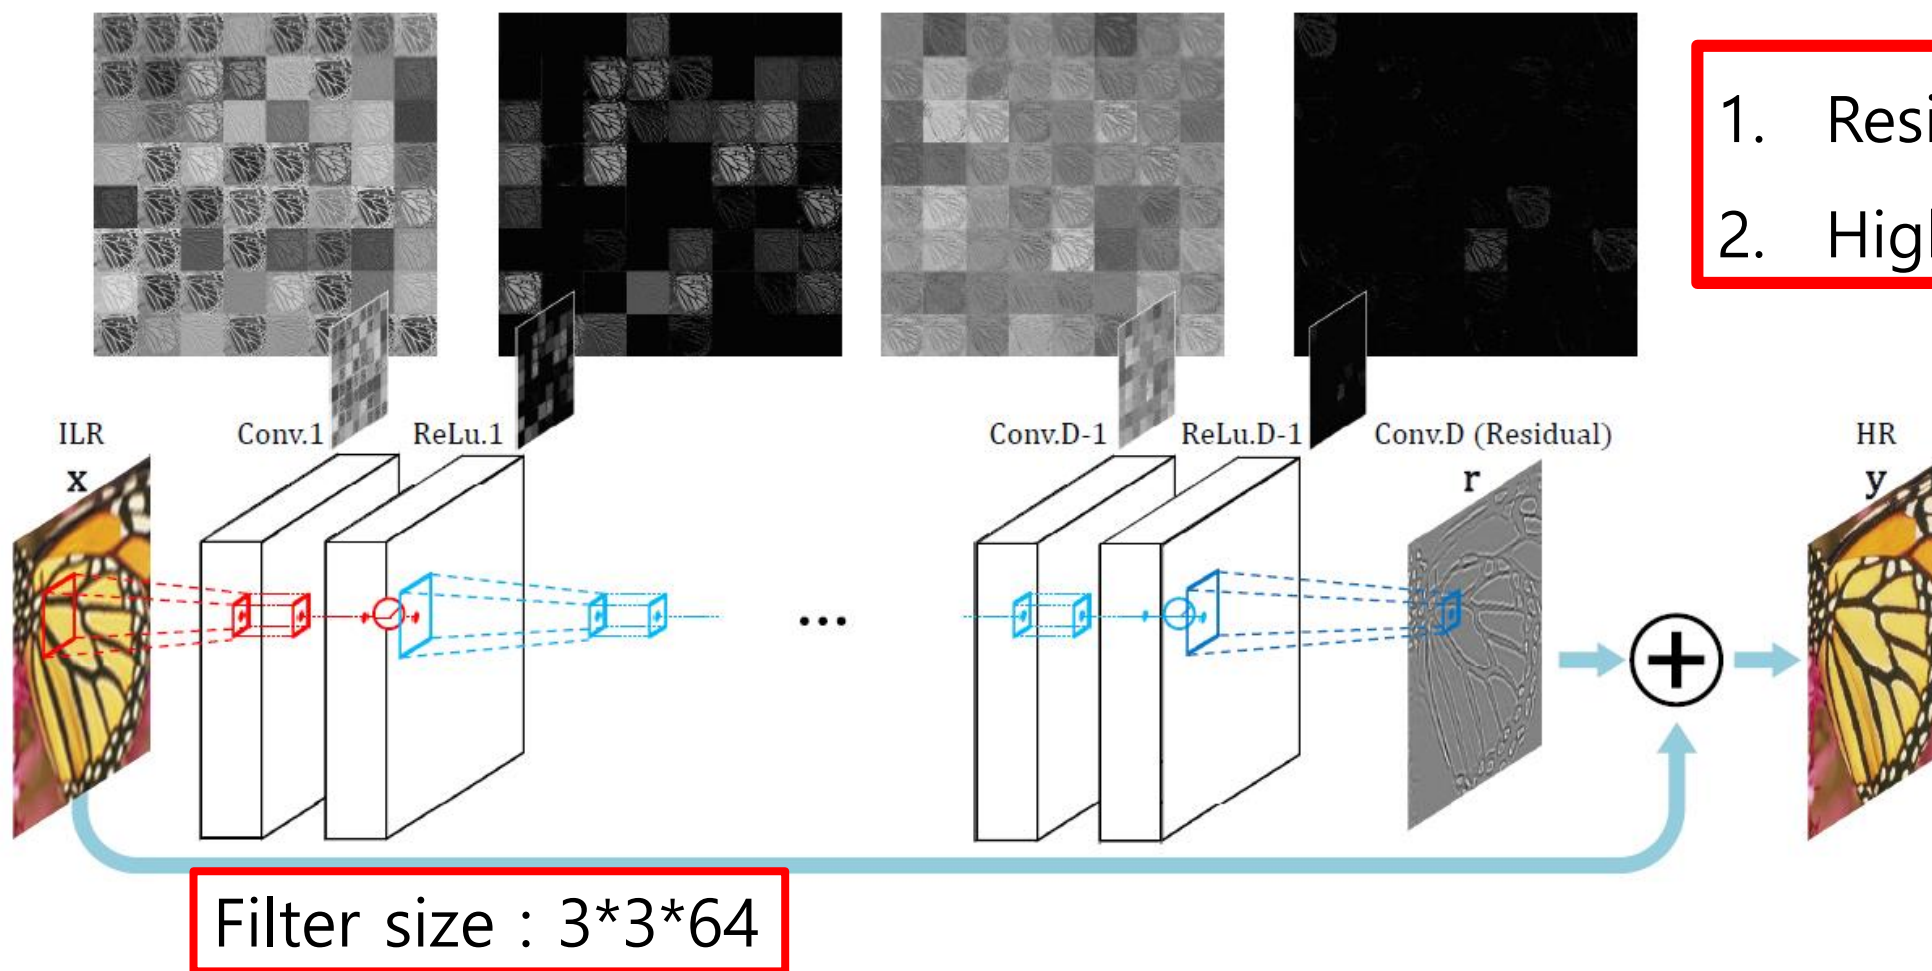 1. Resi
2. Higl
ILR
x
Conv.1
ReLu.1
Conv.D-1
ReLu.D-1
Conv.D (Residual)
r
HR
y
...
Filter size : 3*3*64